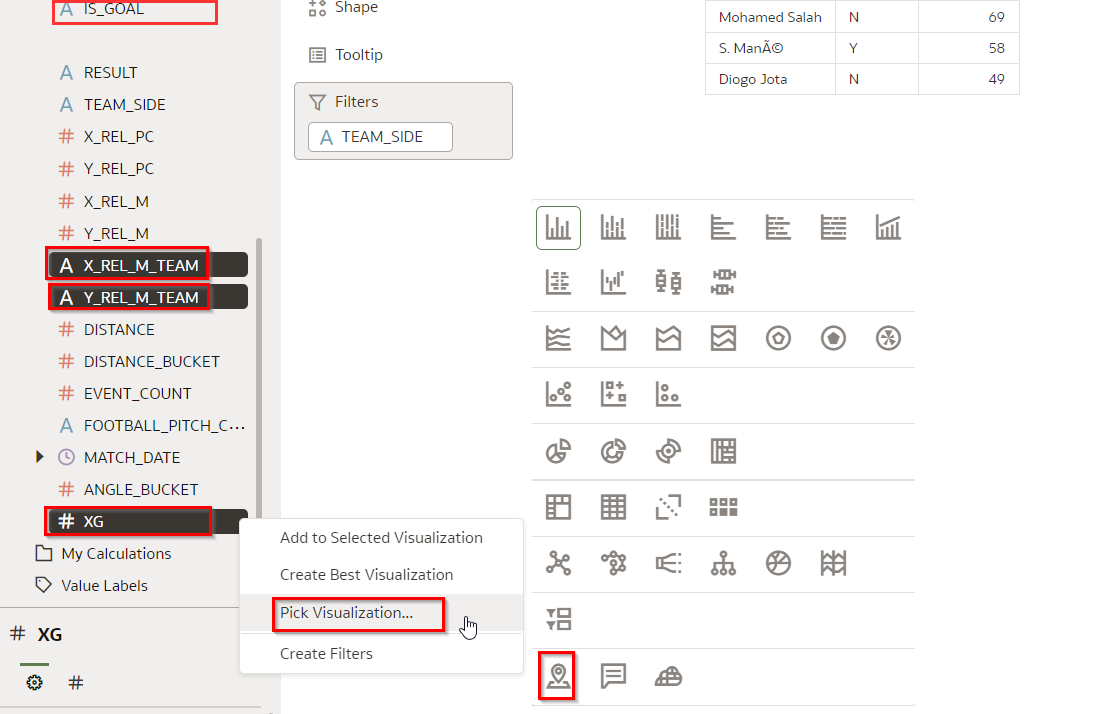 IS_GOAL
RESULT
TEAM_SIDE
X_REL_PC
Y_REL_PC
X_REL_M
Y_REL_M
X_REL_M_TEAM
Y_REL_M_TEAM
DISTANCE
DISTANCE_BUCKET
EVENT_COUNT
FOOTBALL_PITCH_C...
MATCH_DATE
ANGLE_BUCKET
XG
My Calculations
Value Labels
XG
Shape
Tooltip
Filters
TEAM_SIDE
Add to Selected Visualization
Create Best Visualization
Pick Visualization...
Create Filters
Mohamed Salah N 69
S. ManÃ© Y 58
Diogo Jota N 49